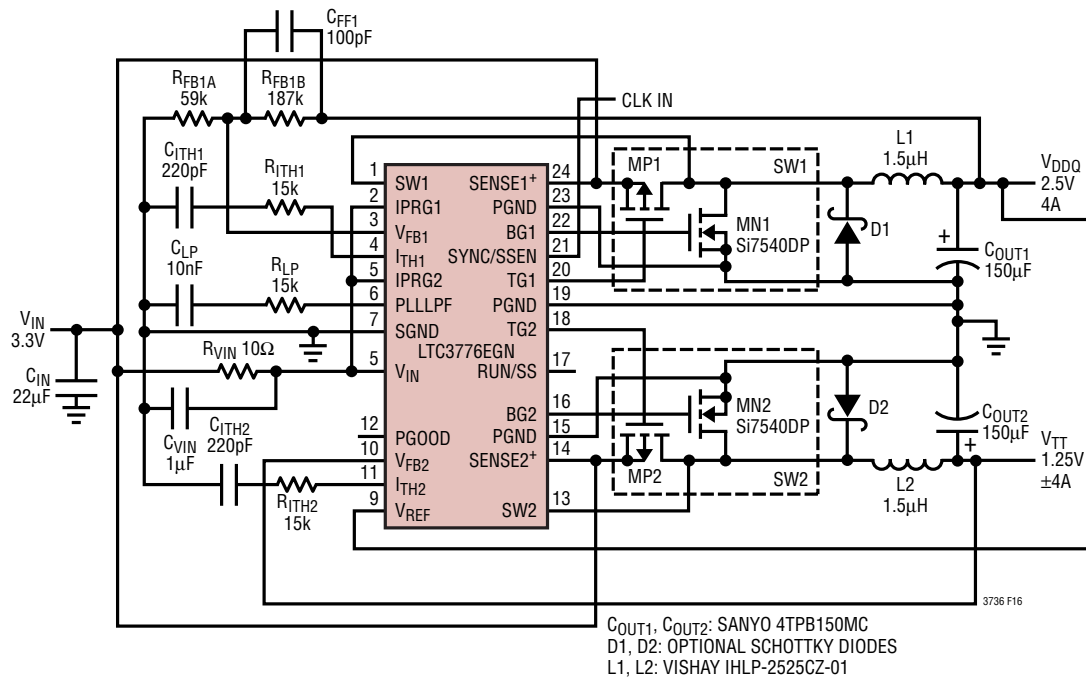 CFF1
100pF
RFB1A
59k
RFB1B
187k
CLK IN
CITH1
220pF
RITH1
15k
CLP
10nF
RLP
15k
VIN
3.3V
CIN
22µF
RVIN 10Ω
CVIN
1µF
CITH2
220pF
RITH2
15k
1
SW1
2
IPRG1
3
VFB1
4
ITH1
5
IPRG2
6
PLLLPF
7
SGND
LTC3776EGN
5
VIN
12
PGOOD
10
VFB2
11
ITH2
9
VREF
24
SENSE1+
23
PGND
22
BG1
21
SYNC/SSEN
20
TG1
19
PGND
18
TG2
17
RUN/SS
16
BG2
15
PGND
14
SENSE2+
13
SW2
MP1
SW1
MN1
Si7540DP
D1
L1
1.5µH
VDDQ
2.5V
4A
+
COUT1
150µF
MN2
Si7540DP
MP2
SW2
D2
L2
1.5µH
COUT2
150µF
+
VTT
1.25V
±4A
3736 F16
COUT1, COUT2: SANYO 4TPB150MC
D1, D2: OPTIONAL SCHOTTKY DIODES
L1, L2: VISHAY IHLP-2525CZ-01